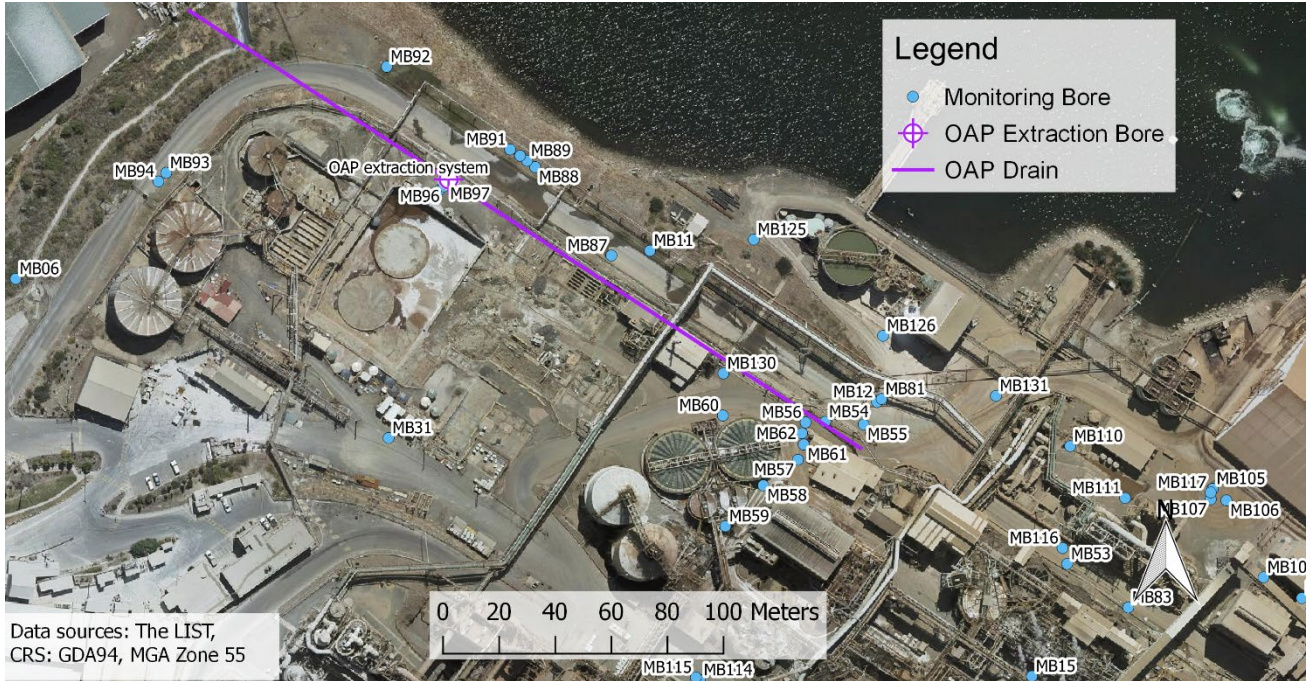 Legend
Monitoring Bore
OAP Extraction Bore
OAP Drain
MB92
MB91
MB89
MB88
MB93
MB94
OAP extraction system
MB96
MB97
MB125
MB87
MB11
MB06
MB126
MB130
MB12
MB81
MB131
MB60
MB56
MB54
MB62
MB55
MB31
MB61
MB110
MB57
MB58
MB117
MB105
MB111
MB107
MB106
N
MB59
MB116
MB53
MB10
MB83
0 20 40 60 80 100 Meters
Data sources: The LIST,
CRS: GDA94, MGA Zone 55
MB115
MB114
MB15